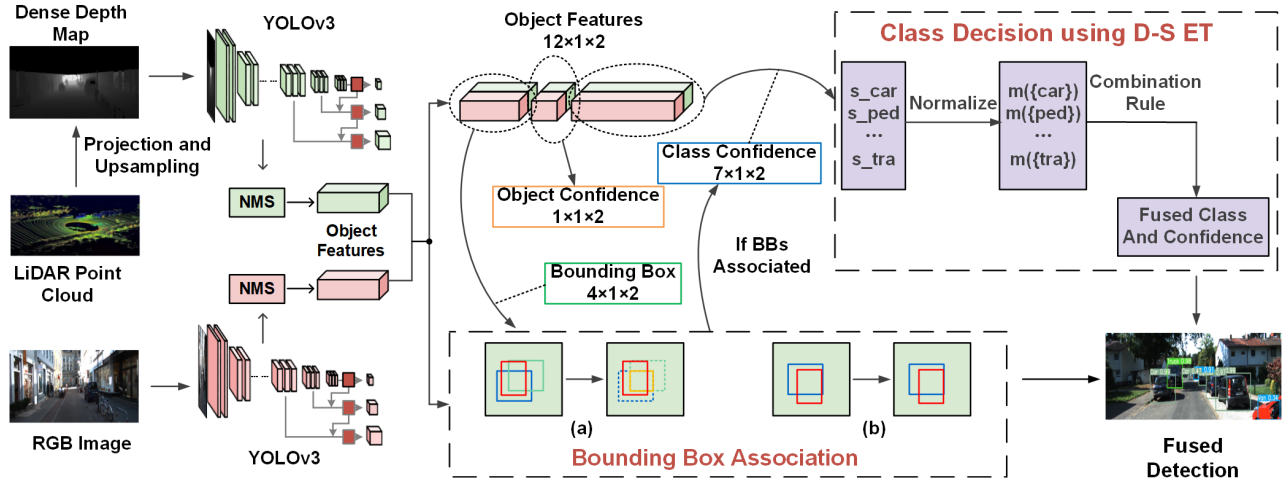 Dense Depth
Map
YOLOv3
Projection and
Upsampling
LiDAR Point
Cloud
RGB Image
YOLOv3
NMS
Object
Features
NMS
Object Features
12×1×2
Object Confidence
1×1×2
Class Confidence
7×1×2
Bounding Box
4×1×2
If BBs
Associated
(a)
(b)
Bounding Box Association
Class Decision using D-S ET
s_car
s_ped
...
s_tra
Normalize
m({car})
m({ped})
...
m({tra})
Combination
Rule
Fused Class
And Confidence
Fused
Detection